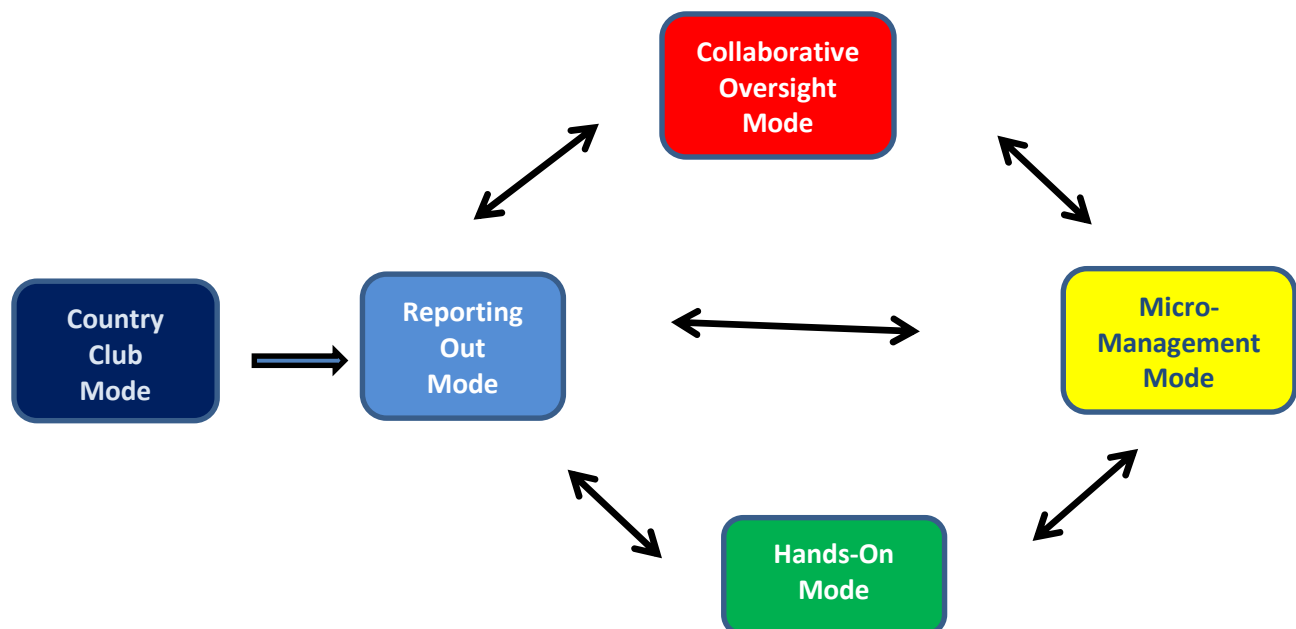 Collaborative
Oversight
Mode
Country
Club
Mode
Reporting
Out
Mode
Micro-
Management
Mode
Hands-On
Mode